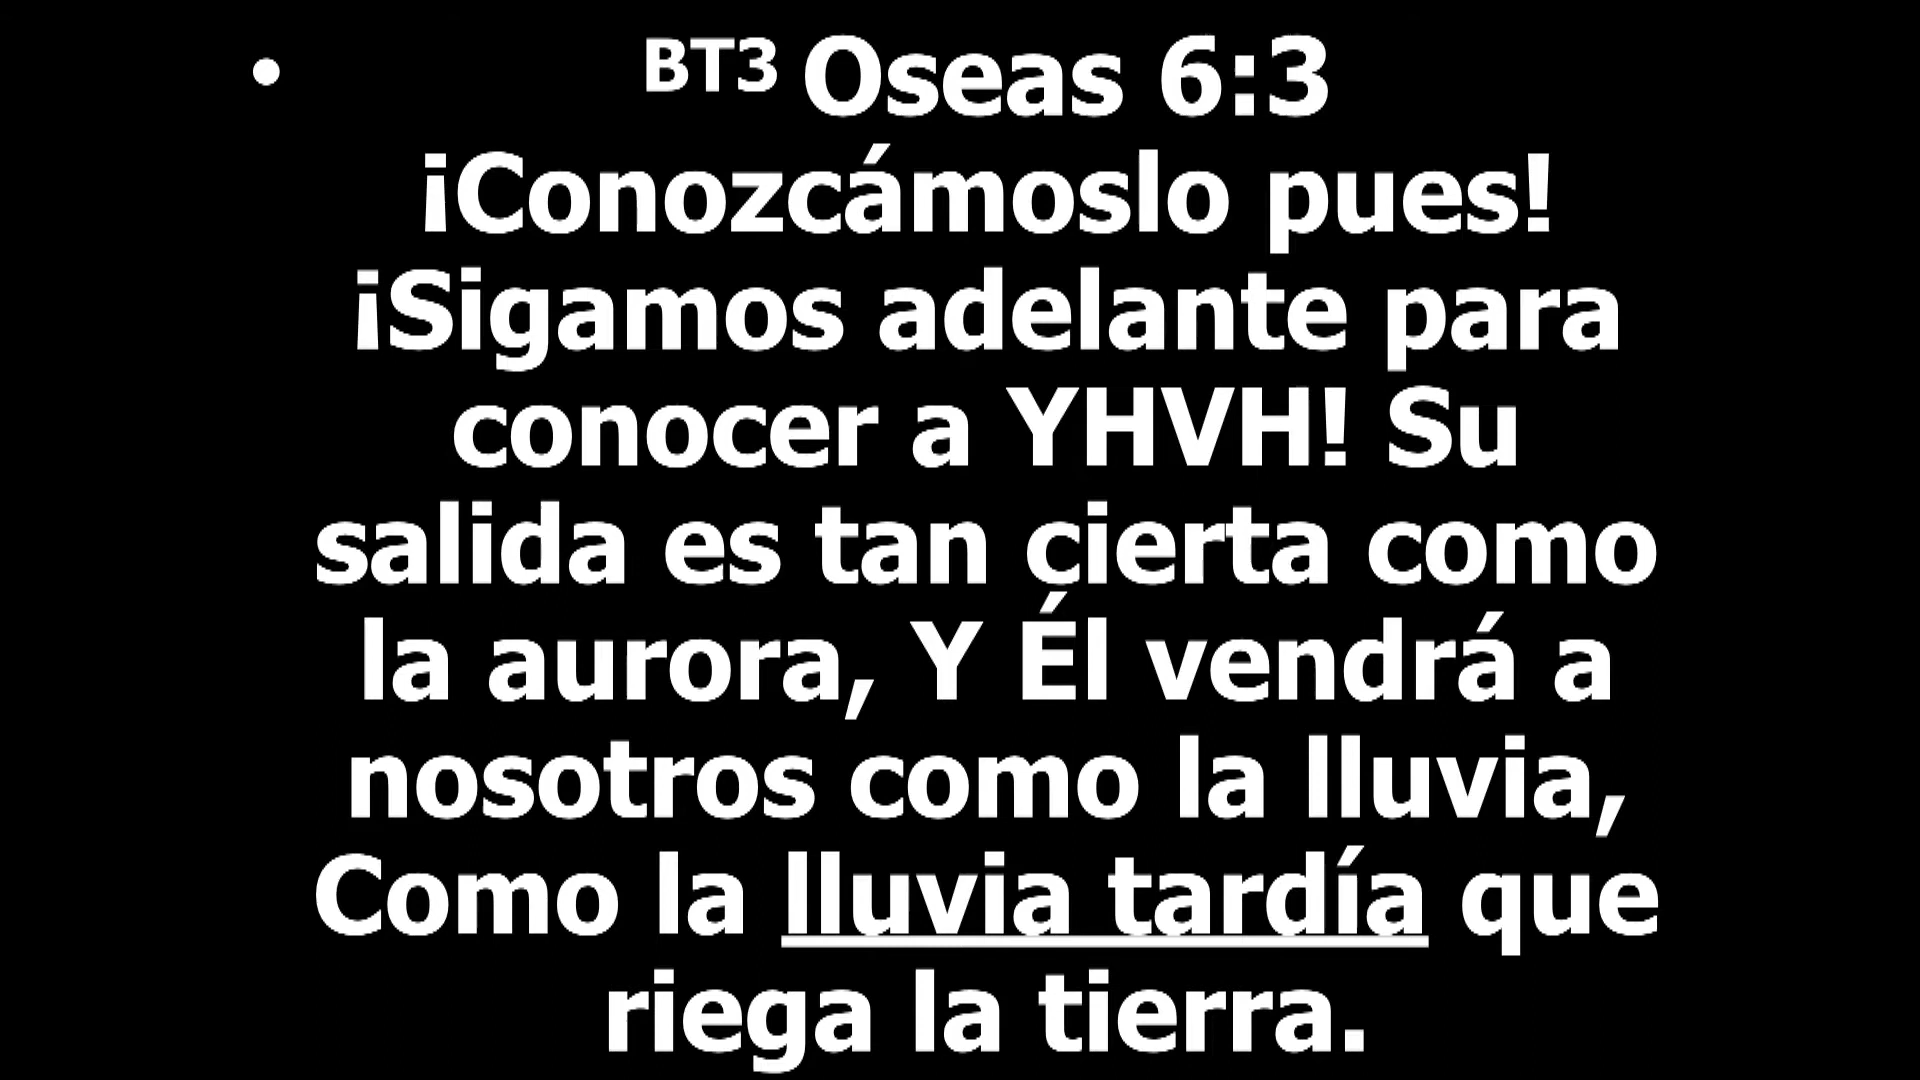 • BT3 Oseas 6:3
¡Conozcámoslo pues!
¡Sigamos adelante para
conocer a YHVH! Su
salida es tan cierta como
la aurora, Y Él vendrá a
nosotros como la lluvia,
Como la lluvia tardía que
riega la tierra.